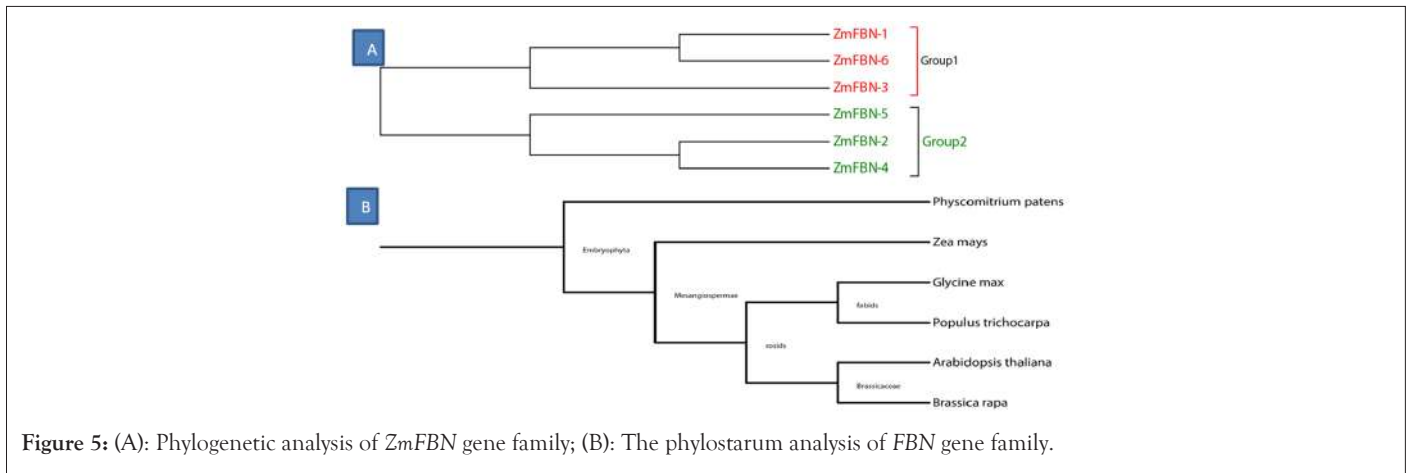 A
ZmFBN-1
ZmFBN-6
ZmFBN-3
Group1
ZmFBN-5
ZmFBN-2
ZmFBN-4
Group2
B
Physcomitrium patens
Embryophyta
Zea mays
Mesangiospermae
Glycine max
fabids
Populus trichocarpa
rosids
Arabidopsis thaliana
Brassicaceae
Brassica rapa
Figure 5: (A): Phylogenetic analysis of ZmFBN gene family; (B): The phylostarum analysis of FBN gene family.